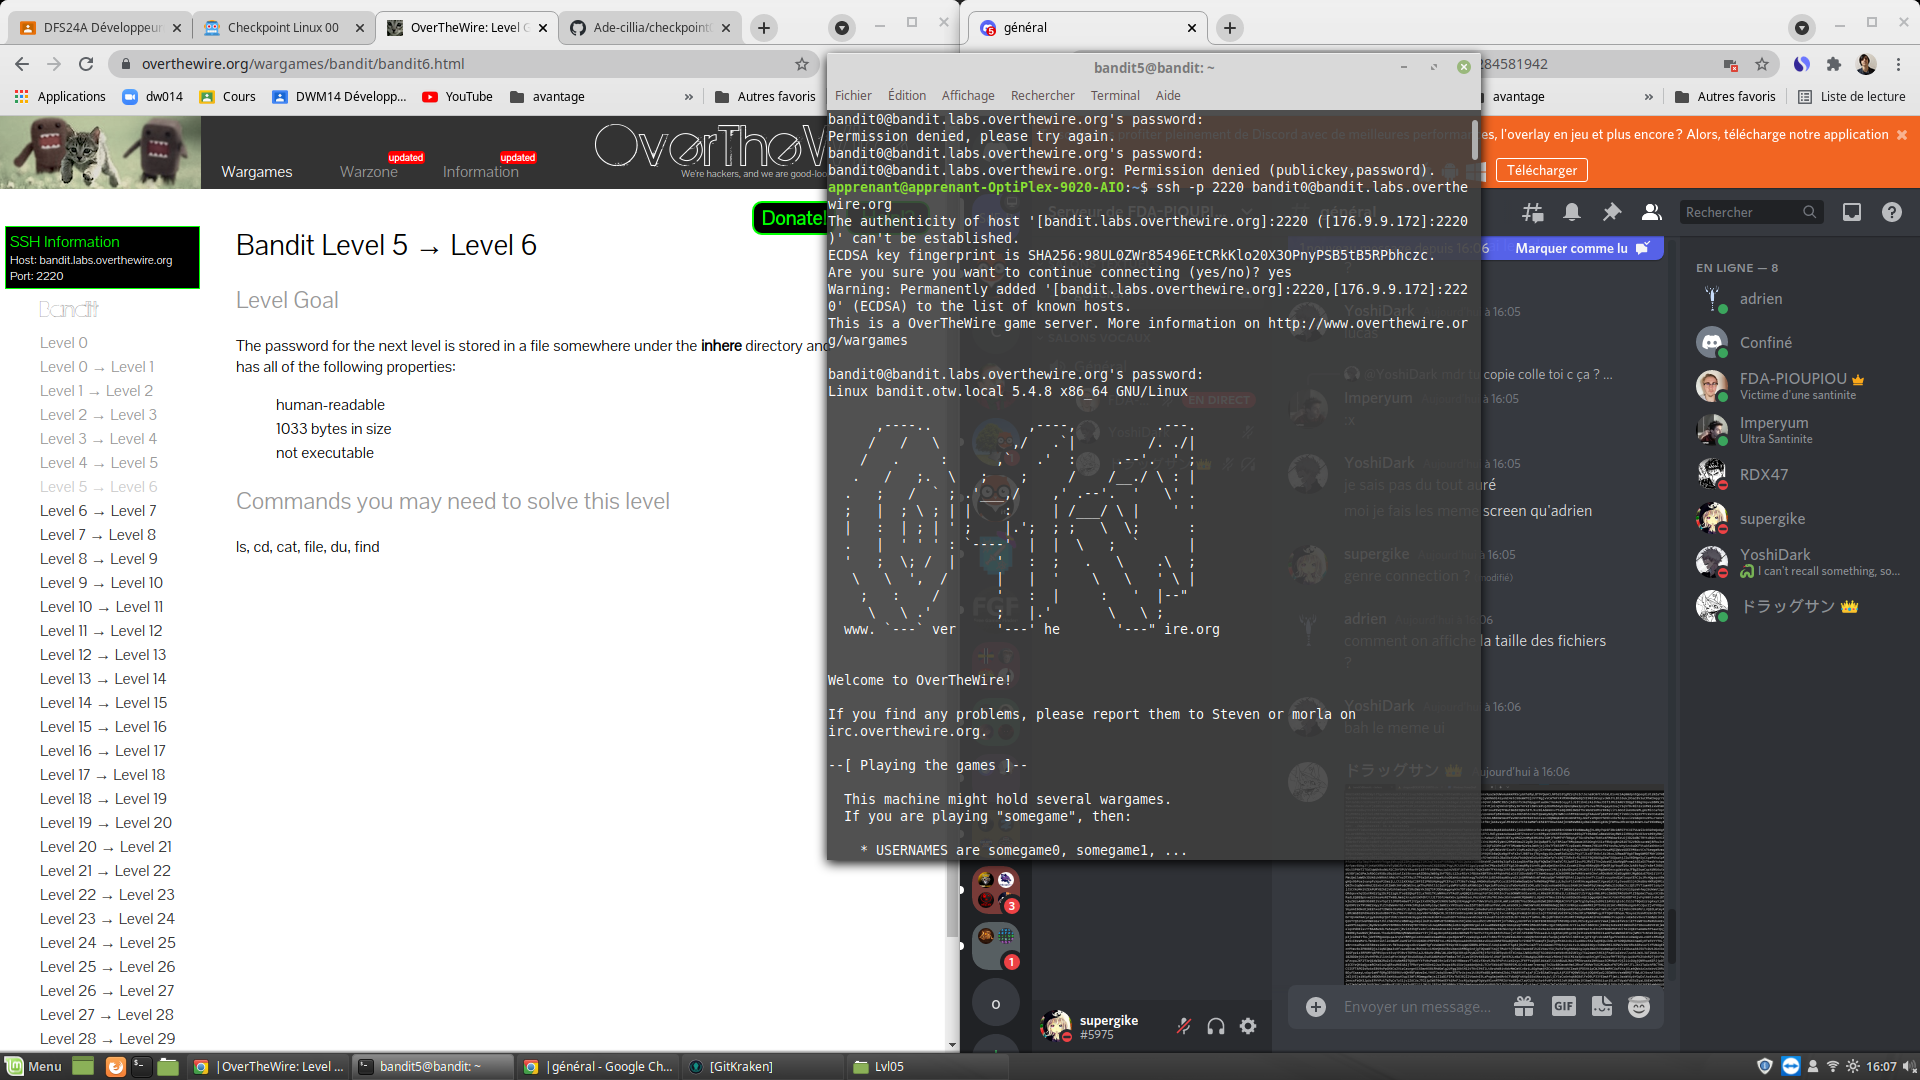 DFS24A Développeur
Checkpoint Linux 00
OverTheWire: Level G
Ade-cillia/checkpoint
général
overthewire.org/wargames/bandit/bandit6.html
284581942
Applications
dw014
Cours
DWM14 Développ...
YouTube
avantage
»
Autres favoris
avantage
»
Autres favoris
Liste de lecture
OverTheW
We're hackers, and we are good-loo
Wargames
Warzone
updated
Information
updated
Donate!
SSH Information
Host: bandit.labs.overthewire.org
Port: 2220
Bandit
Level 0
Level 0 → Level 1
Level 1 → Level 2
Level 2 → Level 3
Level 3 → Level 4
Level 4 → Level 5
Level 5 → Level 6
Level 6 → Level 7
Level 7 → Level 8
Level 8 → Level 9
Level 9 → Level 10
Level 10 → Level 11
Level 11 → Level 12
Level 12 → Level 13
Level 13 → Level 14
Level 14 → Level 15
Level 15 → Level 16
Level 16 → Level 17
Level 17 → Level 18
Level 18 → Level 19
Level 19 → Level 20
Level 20 → Level 21
Level 21 → Level 22
Level 22 → Level 23
Level 23 → Level 24
Level 24 → Level 25
Level 25 → Level 26
Level 26 → Level 27
Level 27 → Level 28
Level 28 → Level 29
Bandit Level 5 → Level 6
Level Goal
The password for the next level is stored in a file somewhere under the inhere directory and
has all of the following properties:
human-readable
1033 bytes in size
not executable
Commands you may need to solve this level
ls, cd, cat, file, du, find
bandit5@bandit: ~
Fichier Édition Affichage Rechercher Terminal Aide
bandit0@bandit.labs.overthewire.org's password:
Permission denied, please try again.
bandit0@bandit.labs.overthewire.org's password:
bandit0@bandit.labs.overthewire.org: Permission denied (publickey,password).
apprenant@apprenant-OptiPlex-9020-AIO:~$ ssh -p 2220 bandit0@bandit.labs.overthe
wire.org
The authenticity of host '[bandit.labs.overthewire.org]:2220 ([176.9.9.172]:2220
)' can't be established.
ECDSA key fingerprint is SHA256:98UL0ZWr85496EtCRkKlo20X3OPnyPSB5tB5RPbhczc.
Are you sure you want to continue connecting (yes/no)? yes
Warning: Permanently added '[bandit.labs.overthewire.org]:2220,[176.9.9.172]:222
0' (ECDSA) to the list of known hosts.
This is a OverTheWire game server. More information on http://www.overthewire.or
g/wargames
bandit0@bandit.labs.overthewire.org's password:
Linux bandit.otw.local 5.4.8 x86_64 GNU/Linux
www. `---` ver '---' he '---" ire.org
Welcome to OverTheWire!
If you find any problems, please report them to Steven or morla on
irc.overthewire.org.
--[ Playing the games ]--
This machine might hold several wargames.
If you are playing "somegame", then:
* USERNAMES are somegame0, somegame1, ...
es, l'overlay en jeu et plus encore ? Alors, télécharge notre application
Télécharger
Rechercher
16:06
Marquer comme lu
YoshiDark
à 16:05
@YoshiDark mdr tu copie colle toi c ça ? ...
Imperyum
à 16:05
:x
YoshiDark
à 16:05
je sais pas du tout auré
moi je fais les meme screen qu'adrien
supergike
à 16:05
genre connection ? (modifié)
adrien
16:06
comment on affiche la taille des fichiers
?
YoshiDark
à 16:06
bah le meme ui
ドラッグサン
Aujourd'hui à 16:06
Envoyer un message...
GIF
EN LIGNE — 8
adrien
Confiné
FDA-PIOUPIOU
Victime d'une santinite
Imperyum
Ultra Santinite
RDX47
supergike
YoshiDark
I can't recall something, so...
ドラッグサン
3
1
o
supergike
#5975
Menu
|OverTheWire: Level ...
bandit5@bandit: ~
|général - Google Ch...
[GitKraken]
Lvl05
16:07